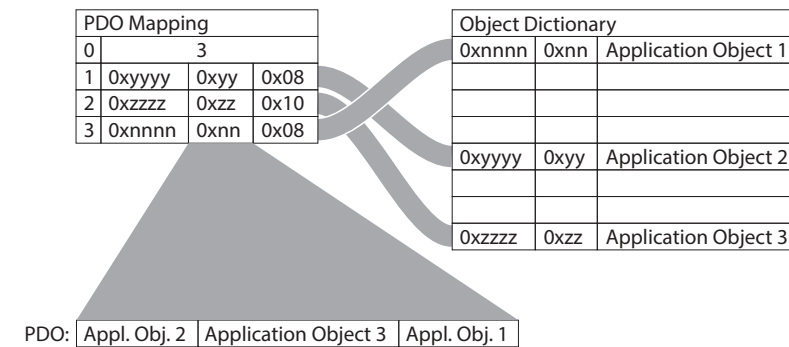 PDO Mapping
0 3
1 0xyyyy 0xyy 0x08
2 0xzzzz 0xzz 0x10
3 0xnnnn 0xnn 0x08
Object Dictionary
0xnnnn 0xnn Application Object 1
0xyyyy 0xyy Application Object 2
0xzzzz 0xzz Application Object 3
PDO: Appl. Obj. 2 Application Object 3 Appl. Obj. 1